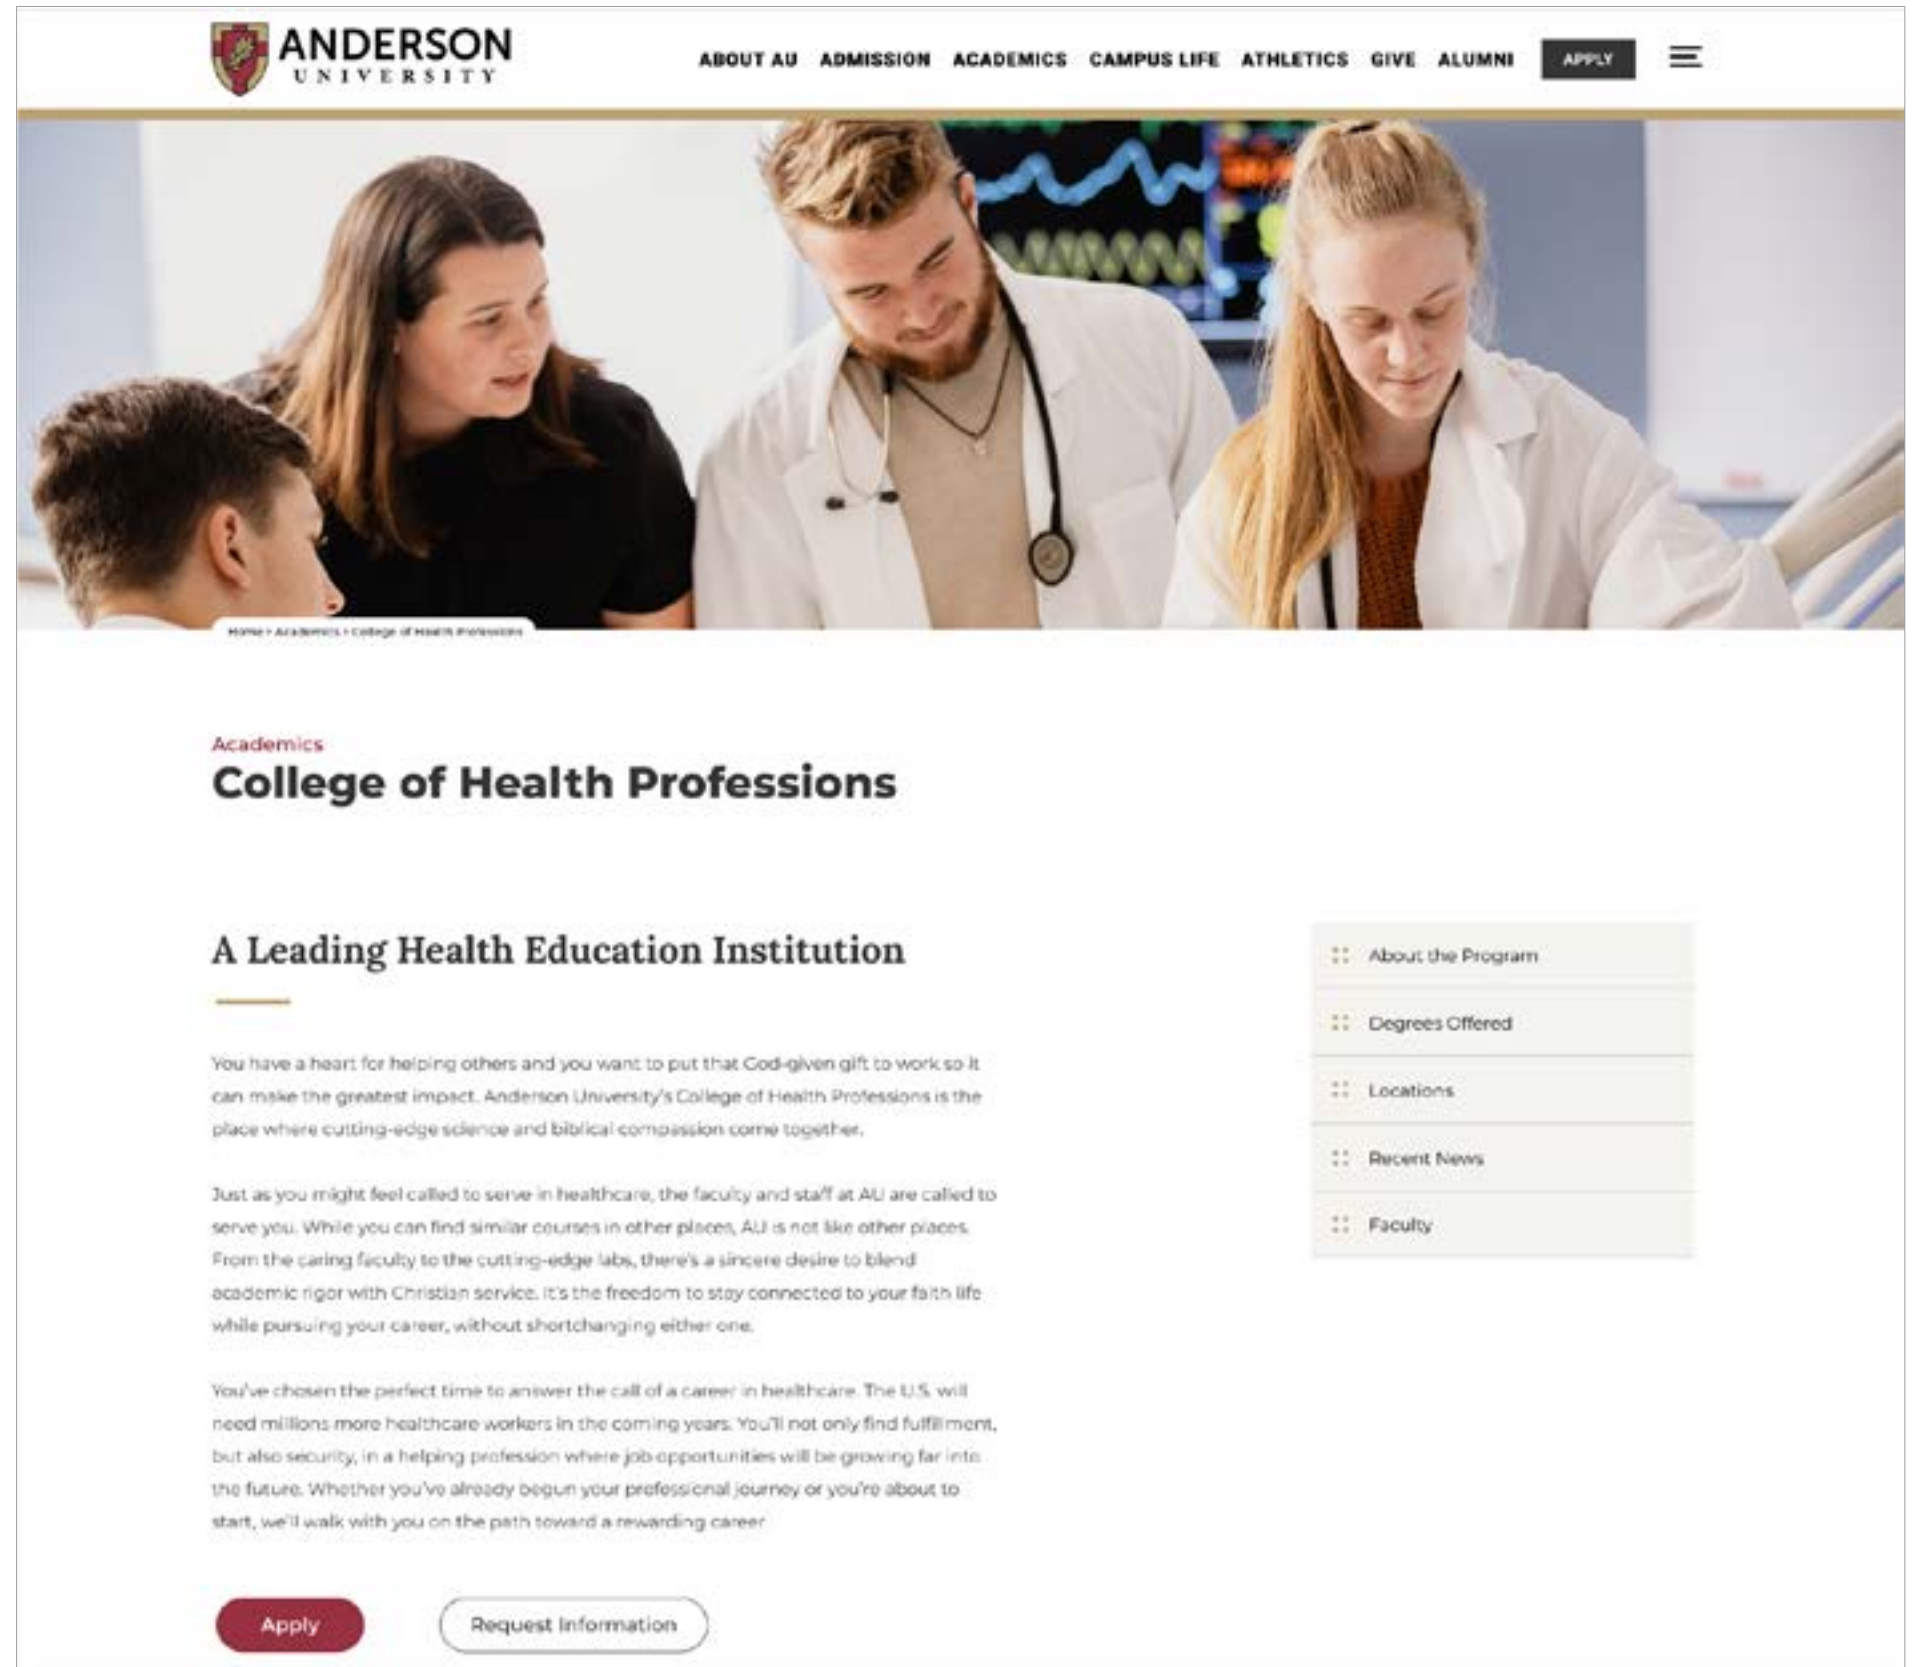 ANDERSON
UNIVERSITY
ABOUT AU ADMISSION ACADEMICS CAMPUS LIFE ATHLETICS GIVE ALUMNI APPLY
Home > Academics > College of Health Professions
Academics
College of Health Professions
A Leading Health Education Institution
You have a heart for helping others and you want to put that God-given gift to work so it
can make the greatest impact. Anderson University's College of Health Professions is the
place where cutting-edge science and biblical compassion come together.
Just as you might feel called to serve in healthcare, the faculty and staff at AU are called to
serve you. While you can find similar courses in other places, AU is not like other places.
From the caring faculty to the cutting-edge labs, there's a sincere desire to blend
academic rigor with Christian service. It's the freedom to stay connected to your faith life
while pursuing your career, without shortchanging either one.
You've chosen the perfect time to answer the call of a career in healthcare. The U.S. will
need millions more healthcare workers in the coming years. You'll not only find fulfillment,
but also security, in a helping profession where job opportunities will be growing far into
the future. Whether you've already begun your professional journey or you're about to
start, we'll walk with you on the path toward a rewarding career
Apply Request Information
About the Program
Degrees Offered
Locations
Recent News
Faculty